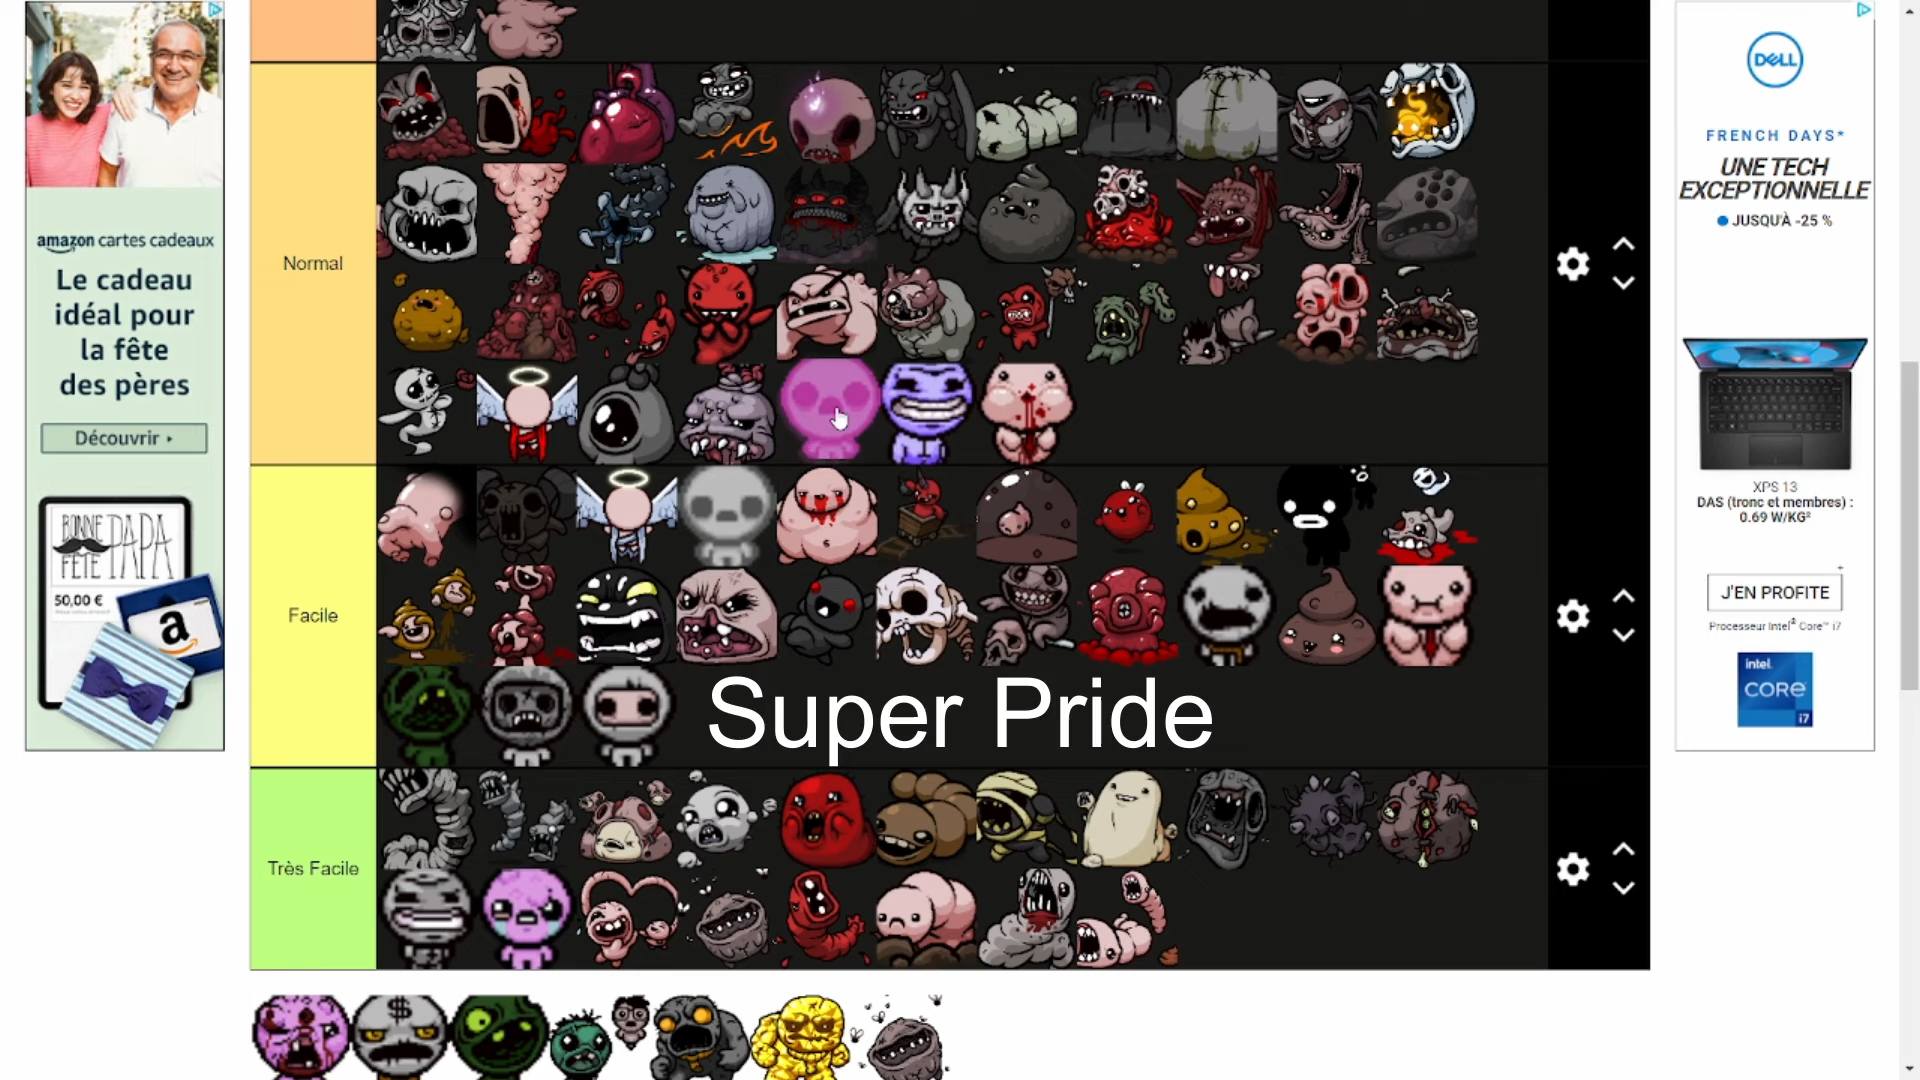 amazon cartes cadeaux
Le cadeau
idéal pour
la fête
des pères
Découvrir
BONNE PAPA
FÊTE
50,00 €
a
Normal
Facile
Super Pride
Très Facile
$
DELL
FRENCH DAYS*
UNE TECH
EXCEPTIONNELLE
JUSQU'À -25 %
XPS 13
DAS (tronc et membres) :
0.69 W/KG²
J'EN PROFITE
Processeur Intel® Core™ i7
intel.
CORE
i7